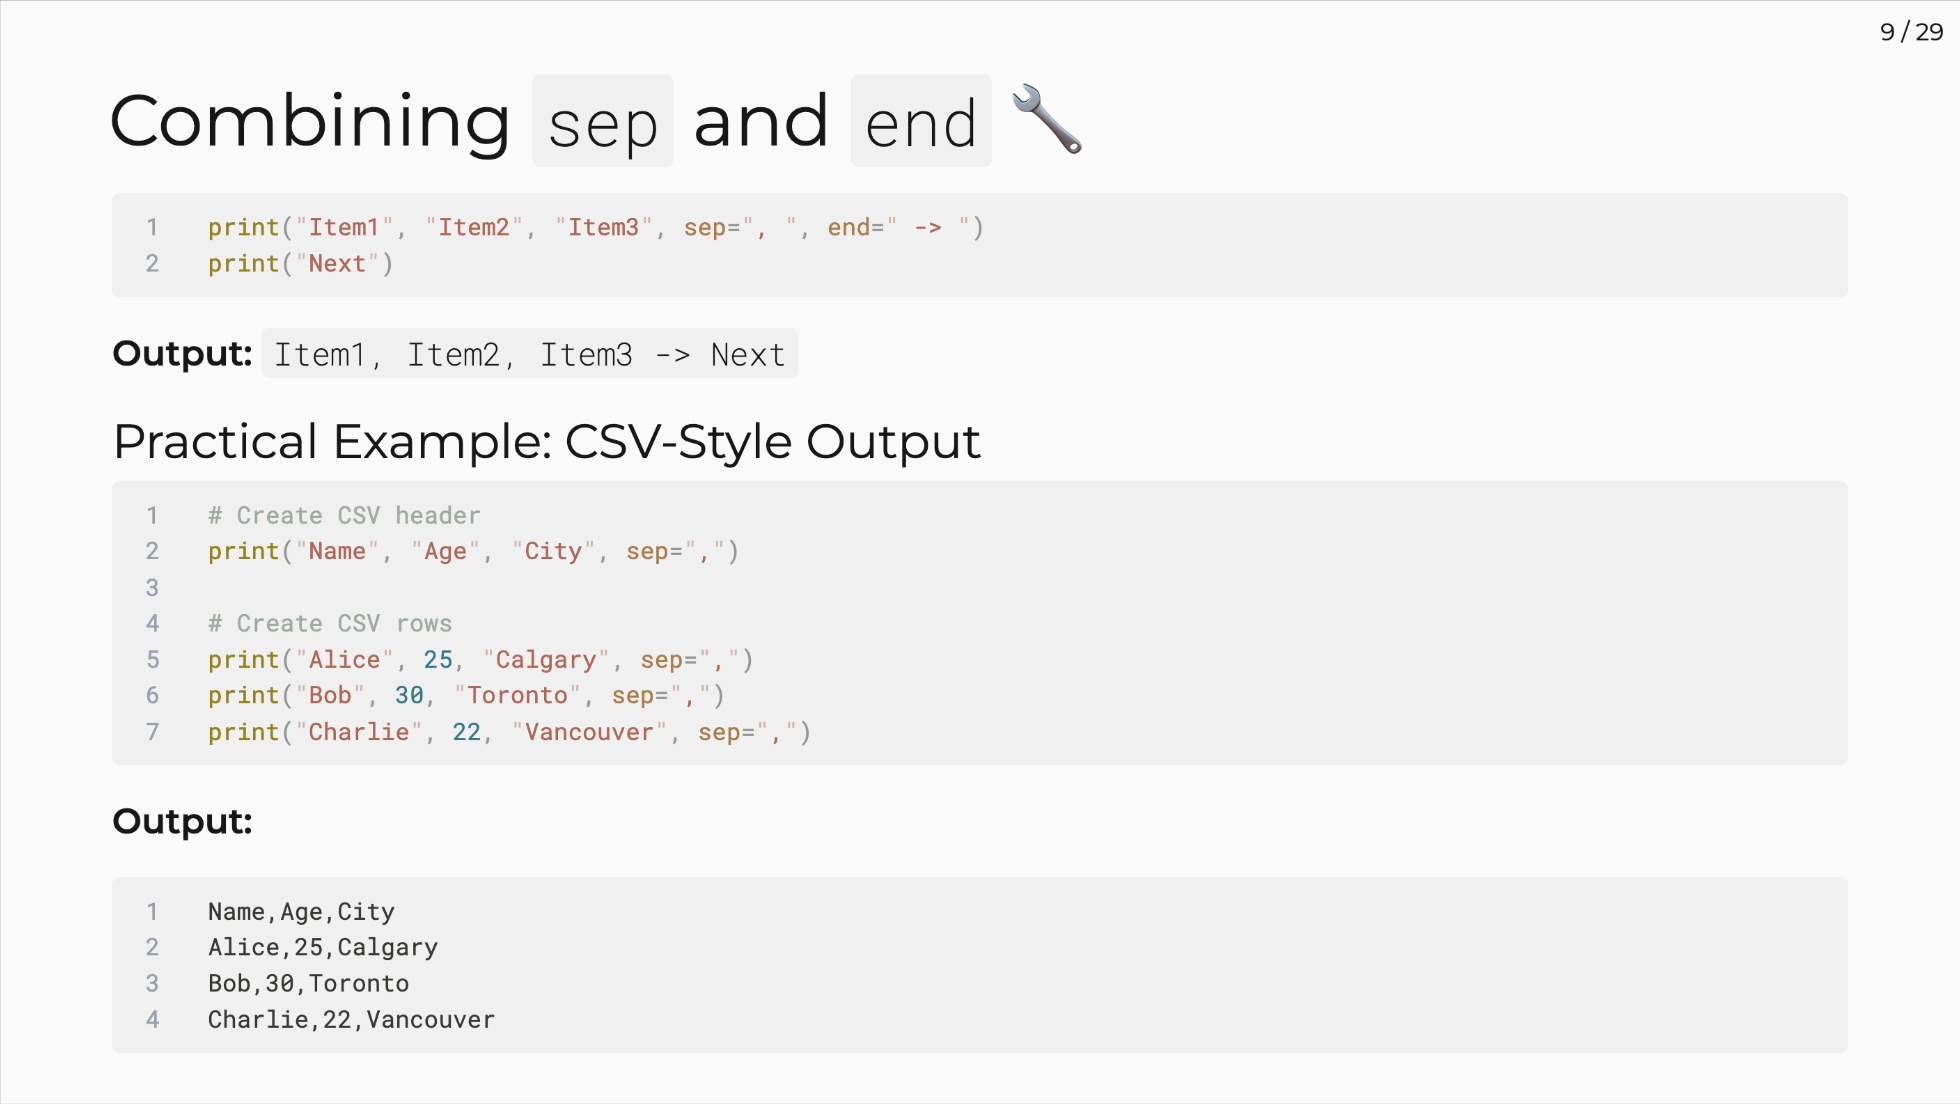 9 / 29
Combining sep and end
1 print("Item1", "Item2", "Item3", sep=", ", end=" -> ")
2 print("Next")
Output: Item1, Item2, Item3 -> Next
Practical Example: CSV-Style Output
1 # Create CSV header
2 print("Name", "Age", "City", sep=",")
3
4 # Create CSV rows
5 print("Alice", 25, "Calgary", sep=",")
6 print("Bob", 30, "Toronto", sep=",")
7 print("Charlie", 22, "Vancouver", sep=",")
Output:
1 Name,Age,City
2 Alice,25,Calgary
3 Bob,30,Toronto
4 Charlie,22,Vancouver